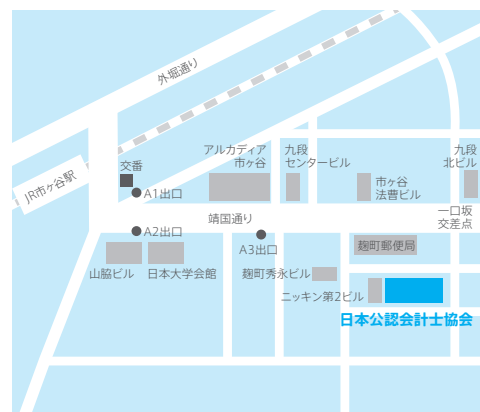 外堀通り
JR市ヶ谷駅
交番
A1出口
アルカディア
市ヶ谷
九段
センタービル
市ヶ谷
法曹ビル
九段
北ビル
靖国通り
一口坂
交差点
A2出口
A3出口
麹町郵便局
山脇ビル
日本大学会館
麹町秀永ビル
ニッキン第2ビル
日本公認会計士協会